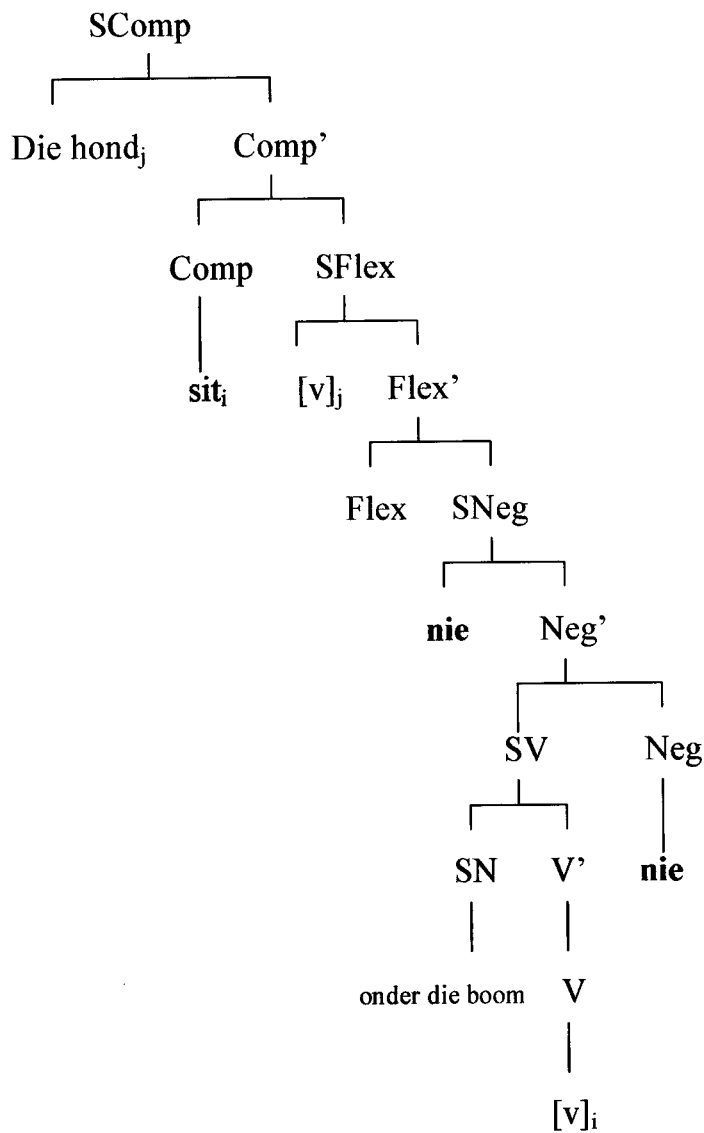 SComp
Die hondj Comp’
Comp SFlex
siti [v]j Flex’
Flex SNeg
nie Neg’
SV Neg
SN V’ nie
onder die boom V
[v]i